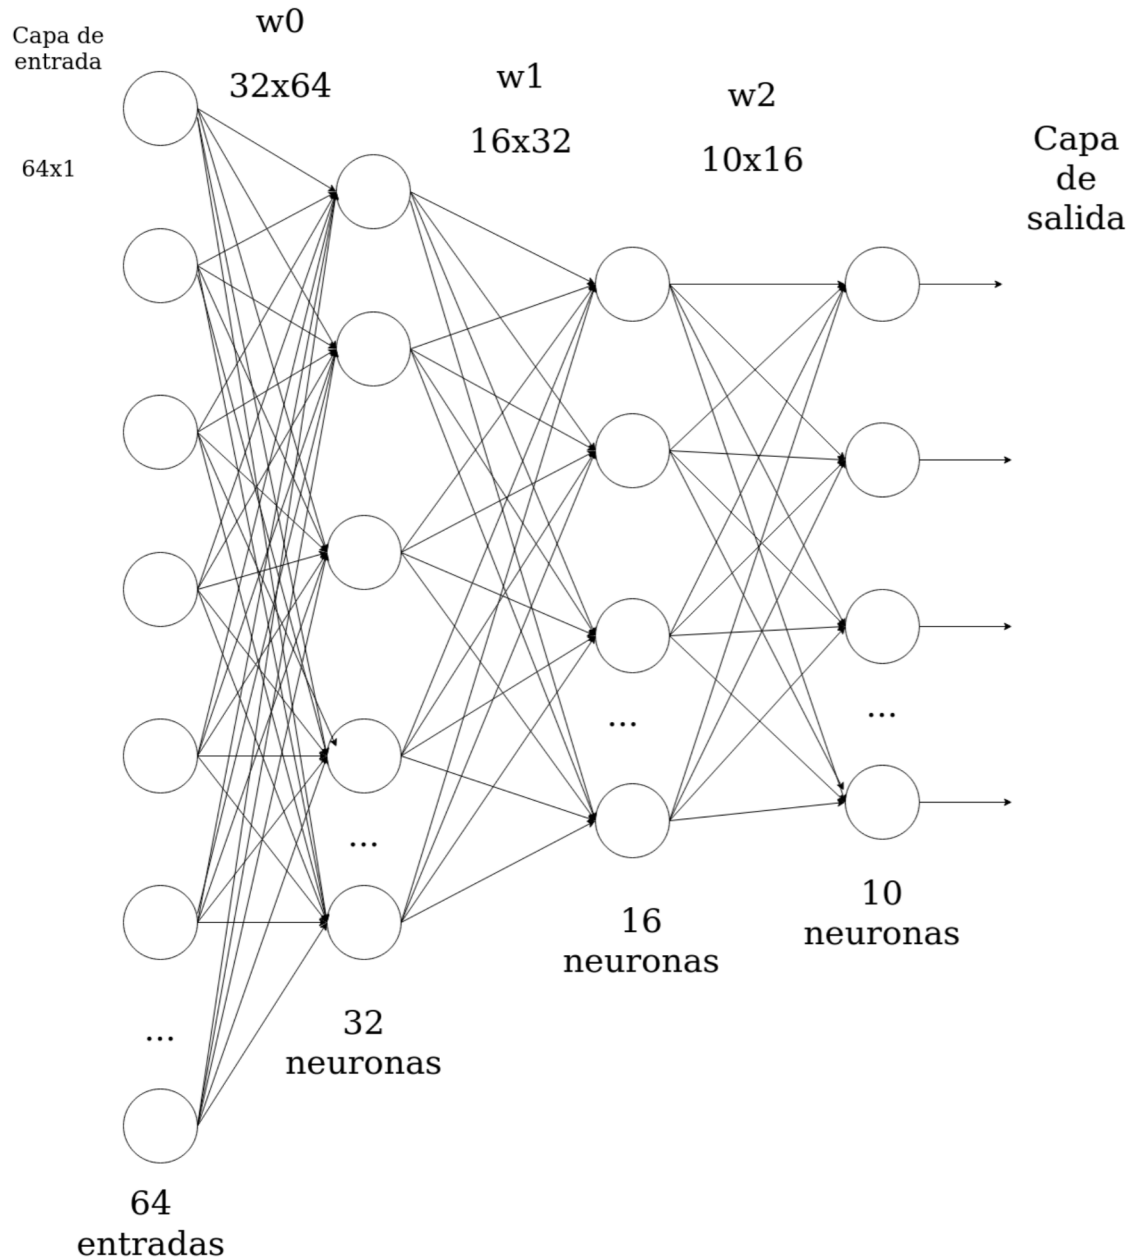 Capa de
entrada
64x1
w0
32x64
w1
16x32
w2
10x16
Capa
de
salida
...
...
...
...
64
entradas
32
neuronas
16
neuronas
10
neuronas